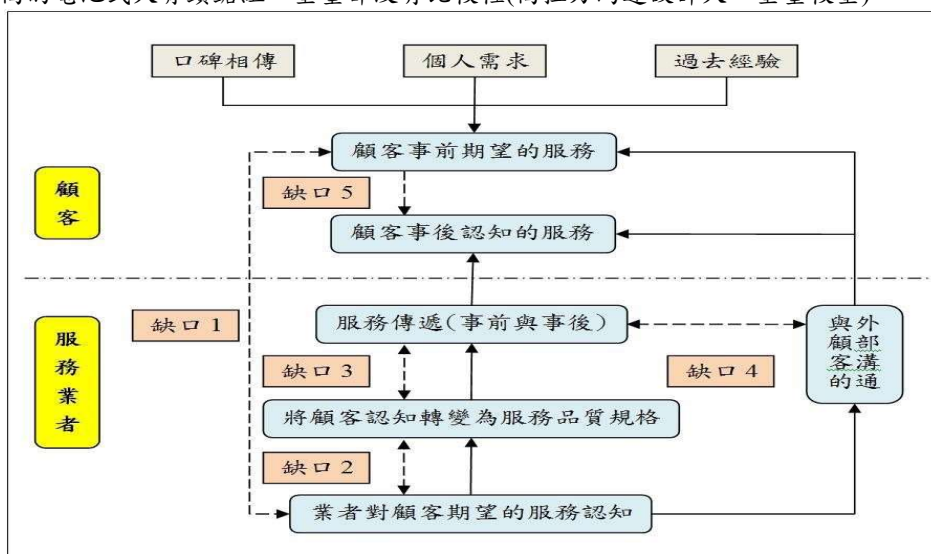 口碑相傳 個人需求 過去經驗
顧客事前期望的服務
缺口 5
顧客
顧客事後認知的服務
缺口 1
服務傳遞(事前與事後)
服務業者
缺口 3
缺口 4
與外
顧部
客溝
的通
將顧客認知轉變為服務品質規格
缺口 2
業者對顧客期望的服務認知